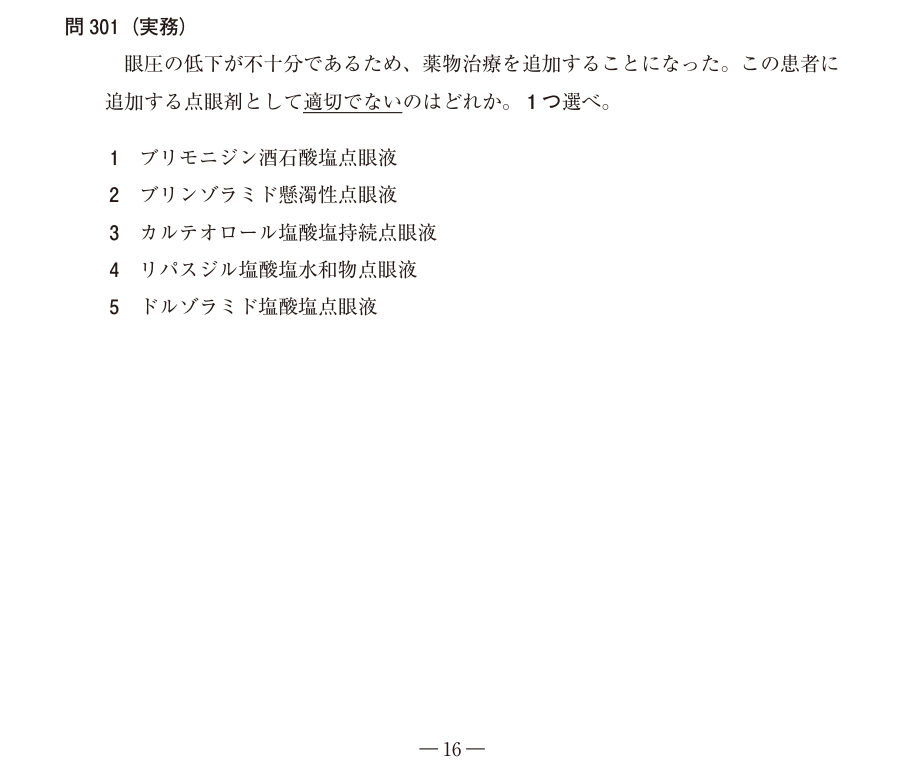 問 301（実務）
眼圧の低下が不十分であるため、薬物治療を追加することになった。この患者に
追加する点眼剤として適切でないのはどれか。1つ選べ。
1 ブリモニジン酒石酸塩点眼液
2 ブリンゾラミド懸濁性点眼液
3 カルテオロール塩酸塩持続点眼液
4 リパスジル塩酸塩水和物点眼液
5 ドルゾラミド塩酸塩点眼液
― 16 ―